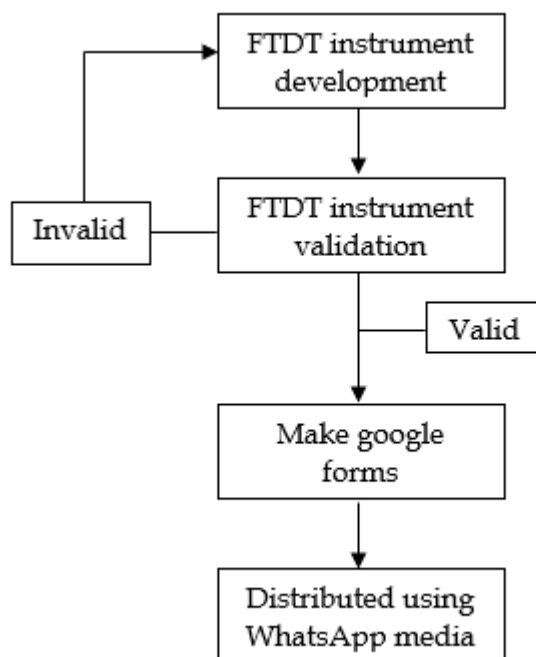 FTDT instrument
development
FTDT instrument
validation
Invalid
Valid
Make google
forms
Distributed using
WhatsApp media